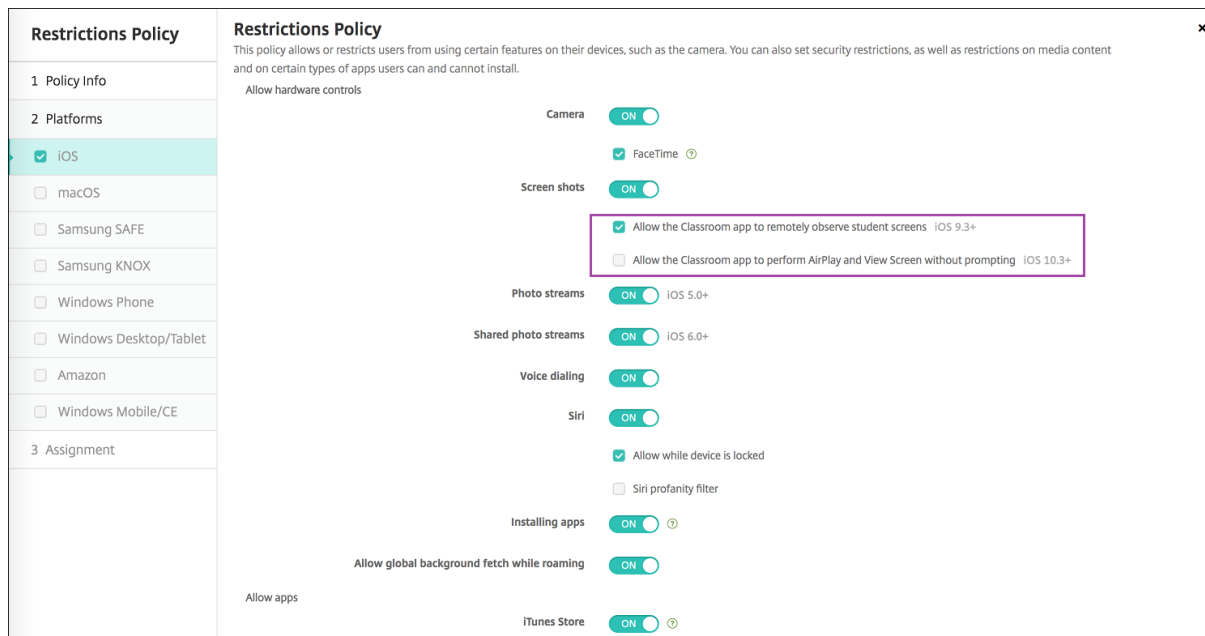 Restrictions Policy
1 Policy Info
2 Platforms
iOS
macOS
Samsung SAFE
Samsung KNOX
Windows Phone
Windows Desktop/Tablet
Amazon
Windows Mobile/CE
3 Assignment
Restrictions Policy
This policy allows or restricts users from using certain features on their devices, such as the camera. You can also set security restrictions, as well as restrictions on media content
and on certain types of apps users can and cannot install.
Allow hardware controls
Camera ON
FaceTime ?
Screen shots ON
Allow the Classroom app to remotely observe student screens iOS 9.3+
Allow the Classroom app to perform AirPlay and View Screen without prompting iOS 10.3+
Photo streams ON iOS 5.0+
Shared photo streams ON iOS 6.0+
Voice dialing ON
Siri ON
Allow while device is locked
Siri profanity filter
Installing apps ON ?
Allow global background fetch while roaming ON
Allow apps
iTunes Store ON ?